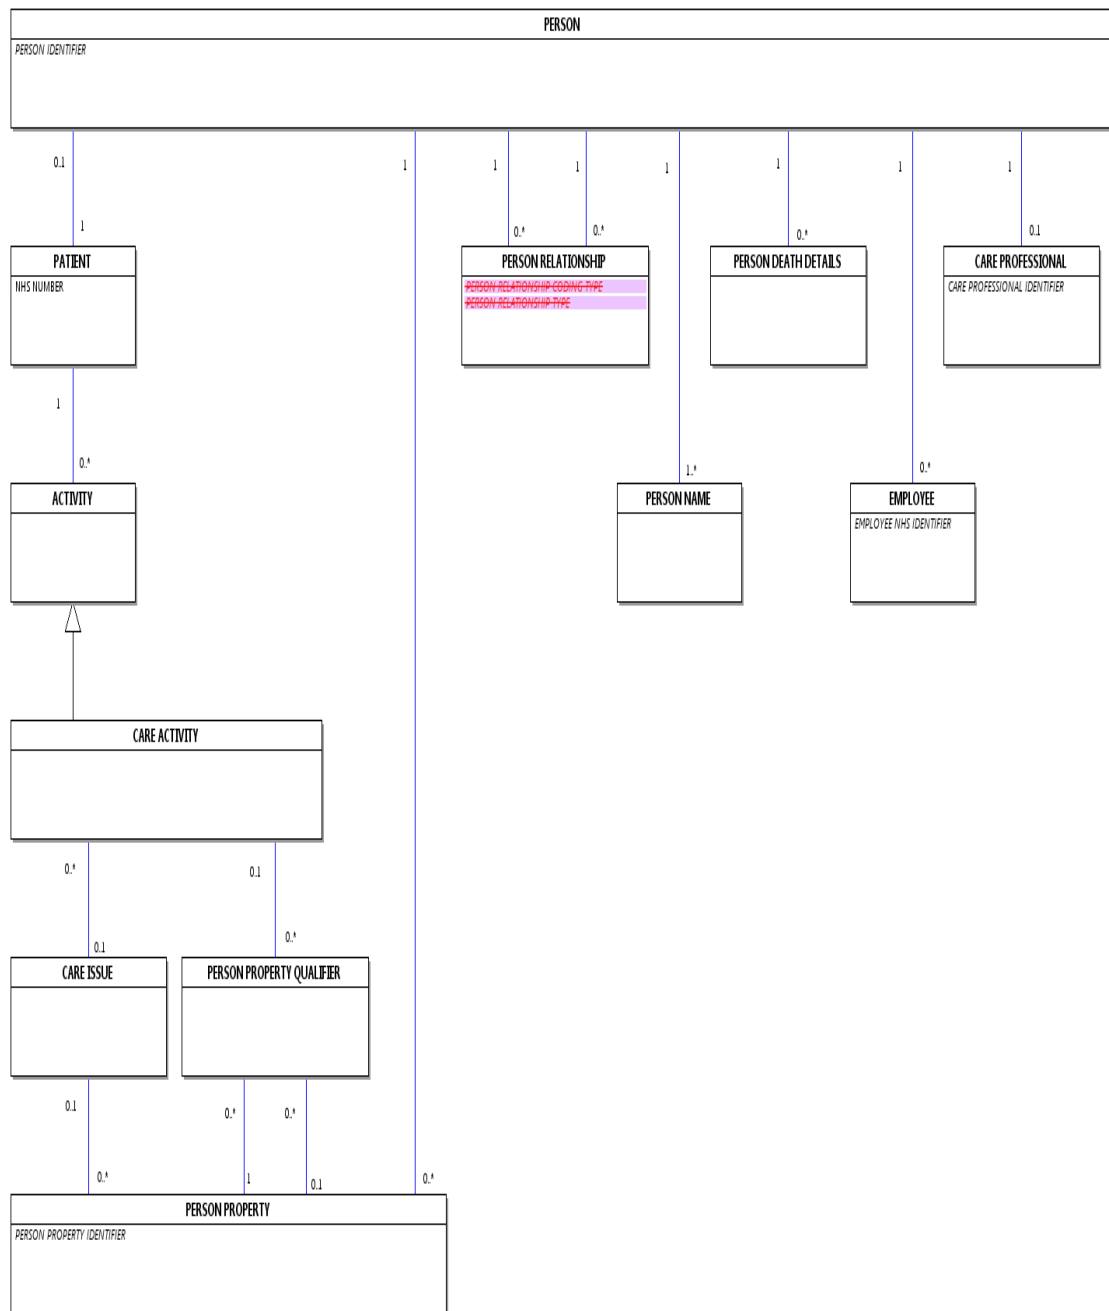 PERSON
PERSON IDENTIFIER
0..1
1
1
1
1
1
1
1
1
0..*
0..*
0..*
0..1
PATIENT
NHS NUMBER
PERSON RELATIONSHIP
PERSON RELATIONSHIP CODING TYPE
PERSON RELATIONSHIP TYPE
PERSON DEATH DETAILS
CARE PROFESSIONAL
CARE PROFESSIONAL IDENTIFIER
1
0..*
1..*
0..*
ACTIVITY
PERSON NAME
EMPLOYEE
EMPLOYEE NHS IDENTIFIER
CARE ACTIVITY
0..*
0..1
0..1
0..*
CARE ISSUE
PERSON PROPERTY QUALIFIER
0..1
0..*
0..*
0..*
1
0..1
0..*
PERSON PROPERTY
PERSON PROPERTY IDENTIFIER